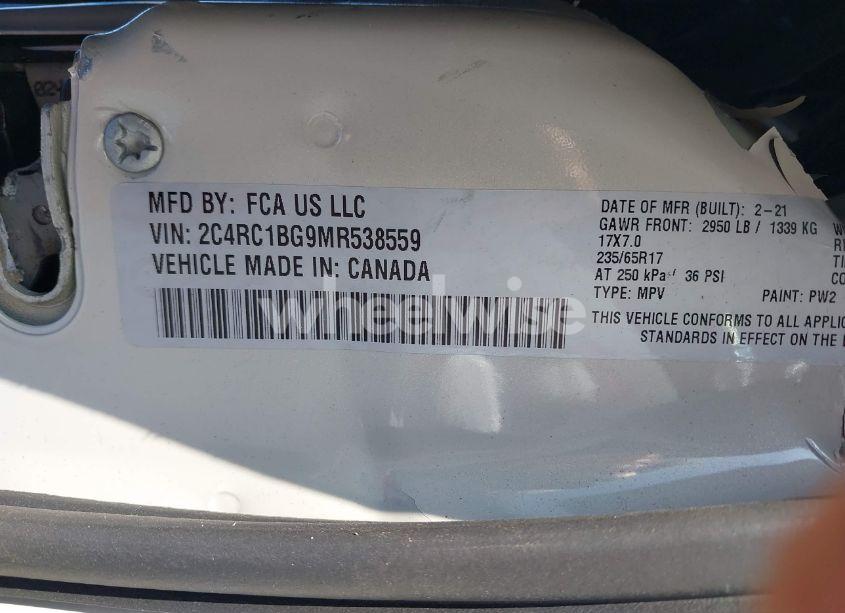 MFD BY: FCA US LLC
VIN: 2C4RC1BG9MR538559
VEHICLE MADE IN: CANADA
DATE OF MFR (BUILT): 2-21
GAWR FRONT: 2950 LB / 1339 KG
17X7.0
235/65R17
AT 250 kPa / 36 PSI
TYPE: MPV PAINT: PW2
THIS VEHICLE CONFORMS TO ALL
STANDARDS IN EFFECT ON THE
wheelwise